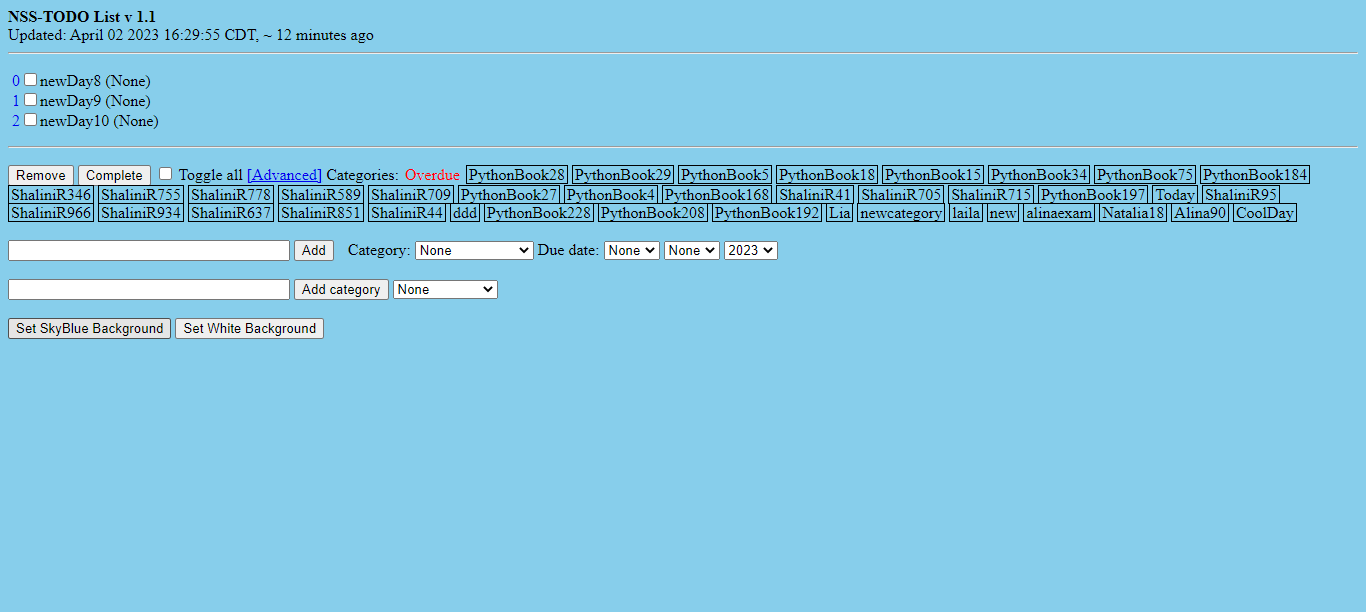 NSS-TODO List v 1.1
Updated: April 02 2023 16:29:55 CDT, ~ 12 minutes ago
0 newDay8 (None)
1 newDay9 (None)
2 newDay10 (None)
Remove Complete Toggle all [Advanced] Categories: Overdue PythonBook28 PythonBook29 PythonBook5 PythonBook18 PythonBook15 PythonBook34 PythonBook75 PythonBook184
ShaliniR346 ShaliniR755 ShaliniR778 ShaliniR589 ShaliniR709 PythonBook27 PythonBook4 PythonBook168 ShaliniR41 ShaliniR705 ShaliniR715 PythonBook197 Today ShaliniR95
ShaliniR966 ShaliniR934 ShaliniR637 ShaliniR851 ShaliniR44 ddd PythonBook228 PythonBook208 PythonBook192 Lia newcategory laila new alinaexam Natalia18 Alina90 CoolDay
Add Category: None Due date: None None 2023
Add category None
Set SkyBlue Background Set White Background